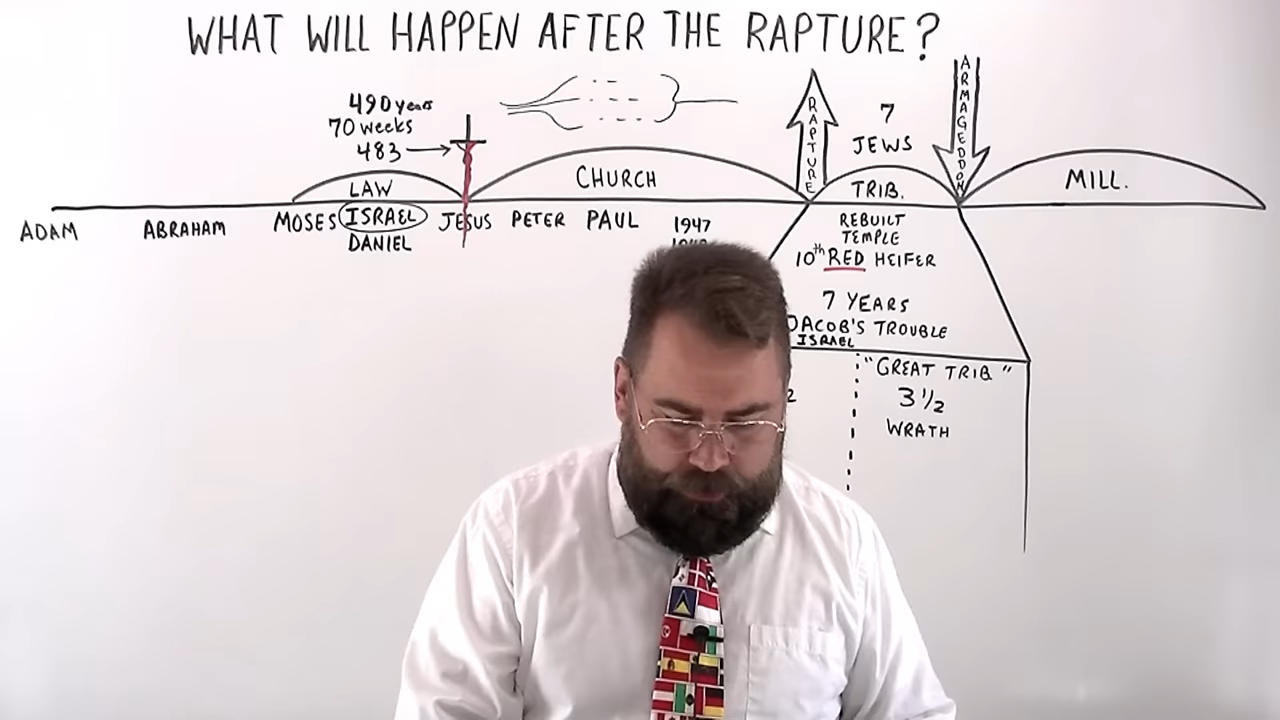 WHAT WILL HAPPEN AFTER THE RAPTURE?
490 years
70 weeks
483
RAPTURE
7
JEWS
ARMAGEDDON
LAW
CHURCH
TRIB.
MILL.
ADAM
ABRAHAM
MOSES
ISRAEL
DANIEL
JESUS
PETER
PAUL
1947
REBUILT
TEMPLE
10th RED HEIFER
7 YEARS
JACOB'S TROUBLE
ISRAEL
"GREAT TRIB"
2
3 1/2
WRATH